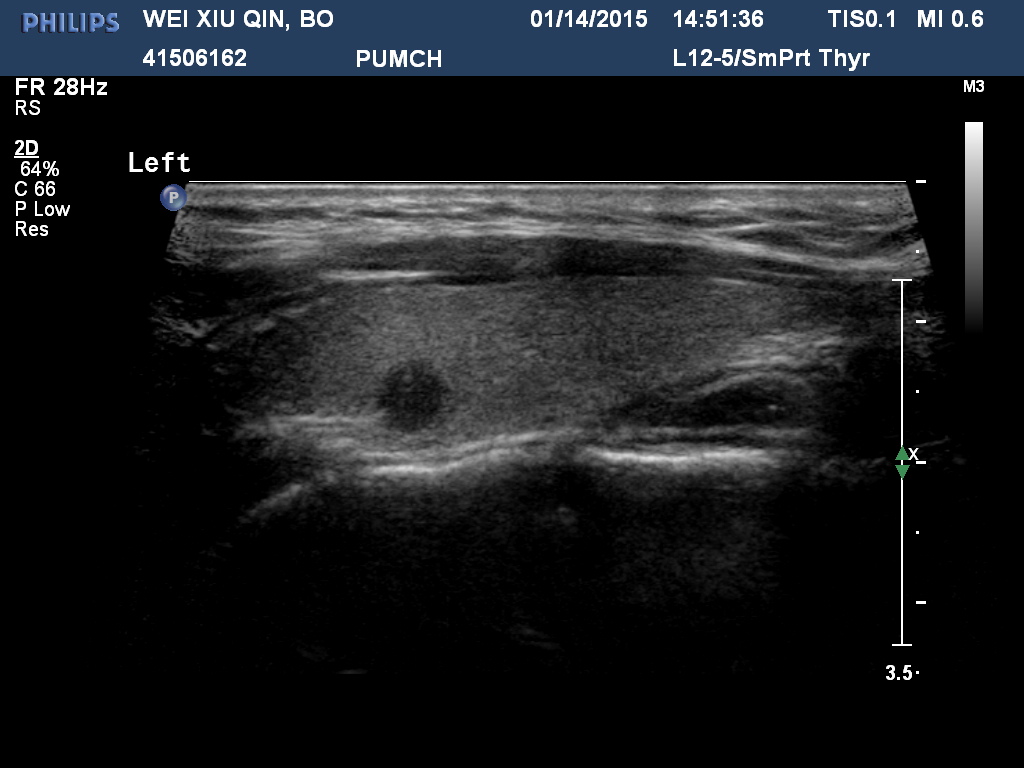 PHILIPS WEI XIU QIN, BO 01/14/2015 14:51:36 TIS0.1 MI 0.6
41506162 PUMCH L12-5/SmPrt Thyr
FR 28Hz
RS
M3
2D
64%
C 66
P Low
Res
Left
P
X
3.5